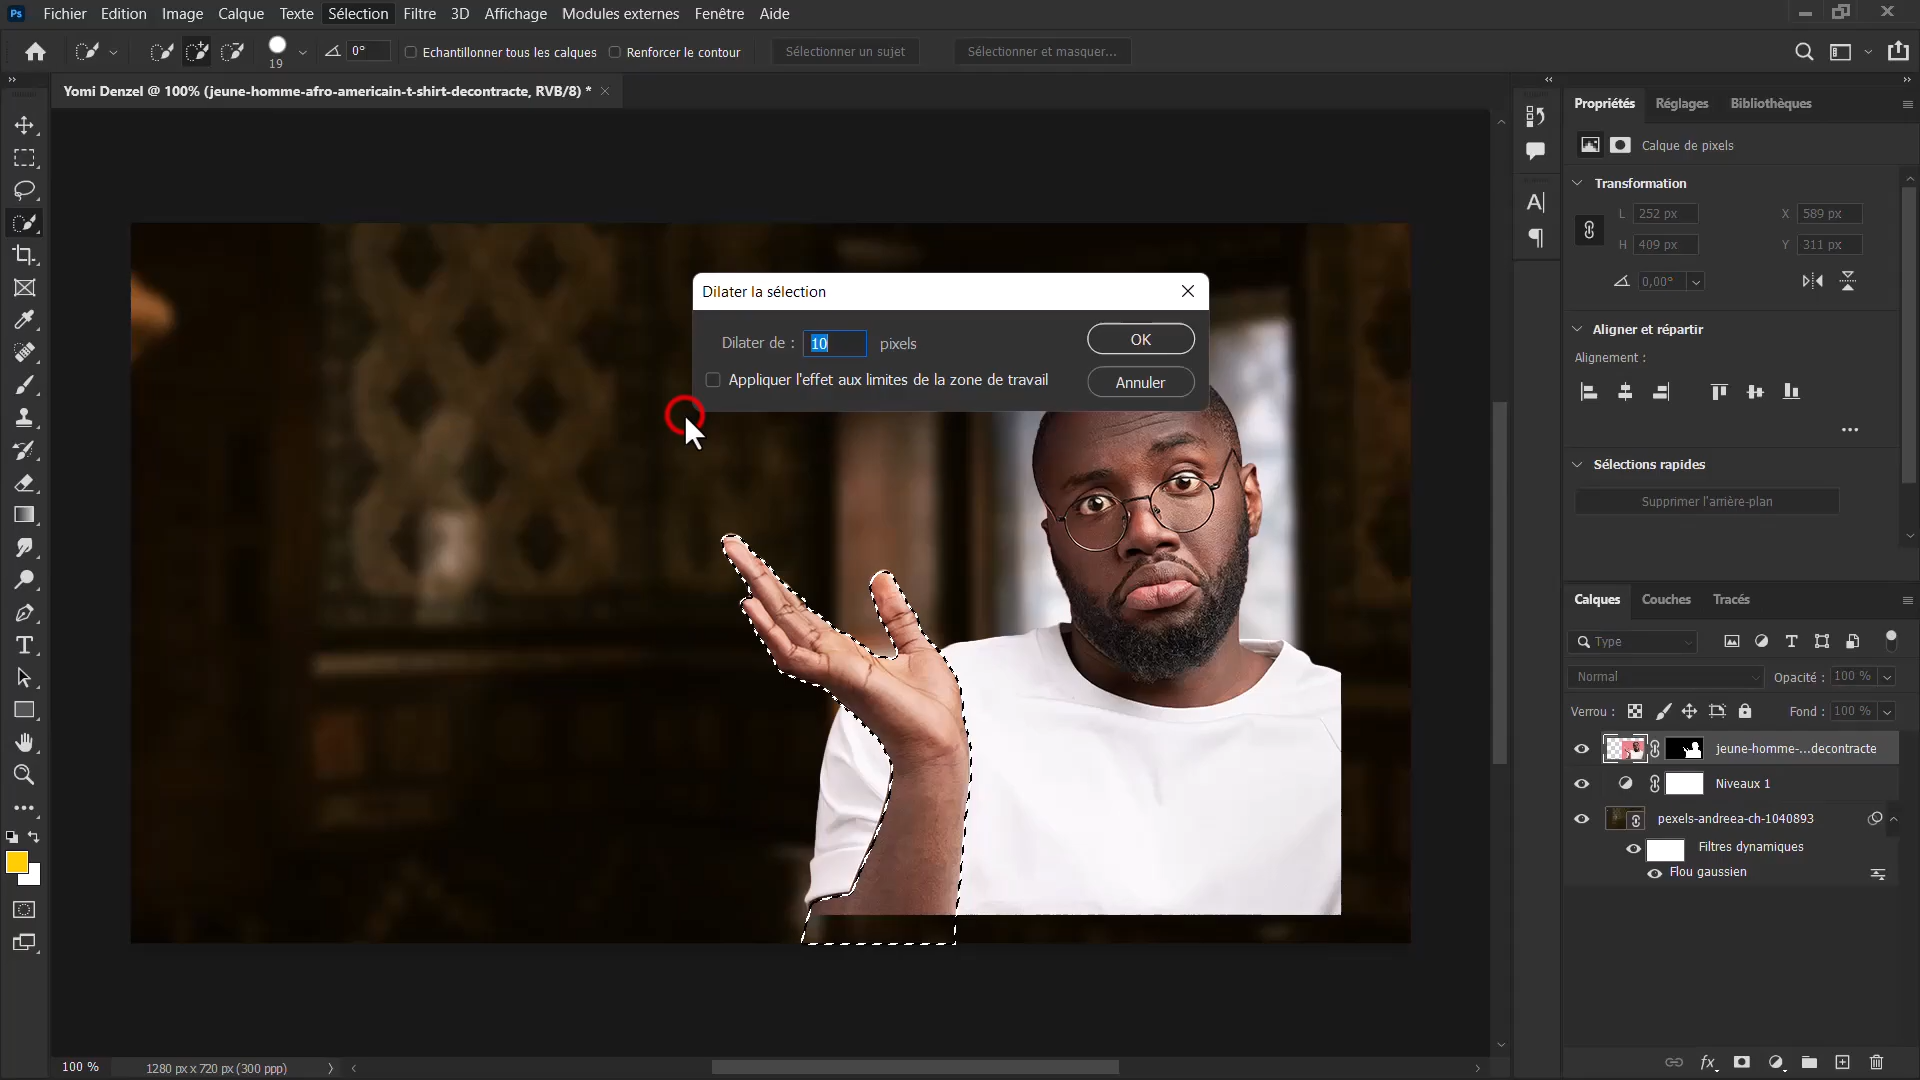 Ps Fichier Edition Image Calque Texte Sélection Filtre 3D Affichage Modules externes Fenêtre Aide
19 0° Echantillonner tous les calques Renforcer le contour Sélectionner un sujet Sélectionner et masquer...
Yomi Denzel @ 100% (jeune-homme-afro-americain-t-shirt-decontracte, RVB/8) *
Dilater la sélection
Dilater de : 10 pixels
OK
Appliquer l'effet aux limites de la zone de travail
Annuler
Propriétés Réglages Bibliothèques
Calque de pixels
Transformation
L 252 px X 589 px
H 409 px Y 311 px
0,00°
Aligner et répartir
Alignement :
Sélections rapides
Supprimer l'arrière-plan
Calques Couches Tracés
Type
Normal Opacité : 100 %
Verrou : Fond : 100 %
jeune-homme-...decontracte
Niveaux 1
pexels-andreea-ch-1040893
Filtres dynamiques
Flou gaussien
fx
100 % 1280 px x 720 px (300 ppp)